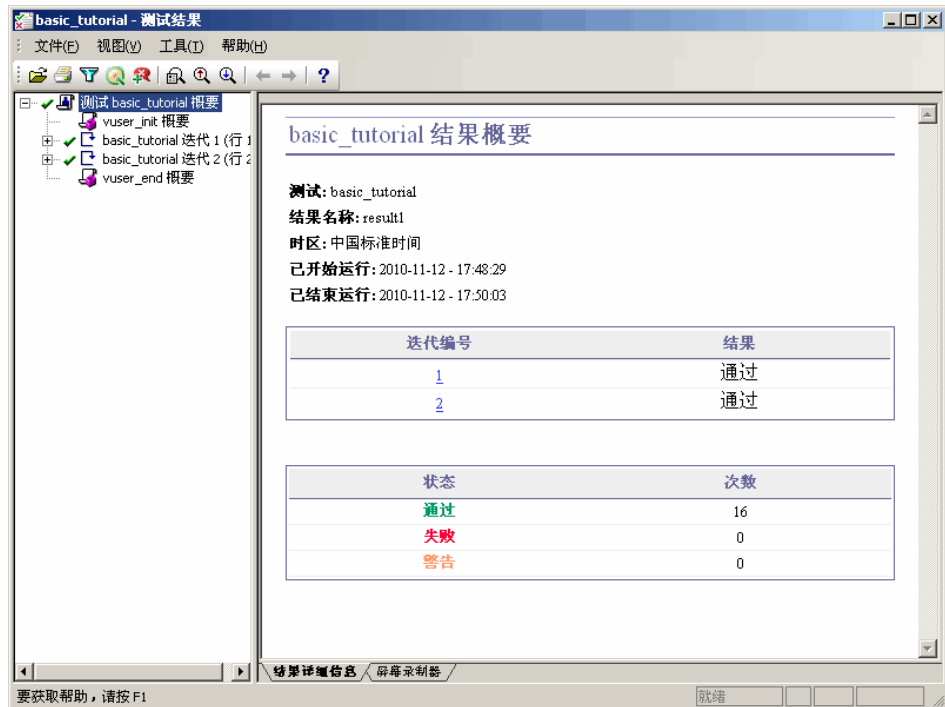 basic_tutorial - 测试结果
文件(F) 视图(V) 工具(T) 帮助(H)
测试 basic_tutorial 概要
vuser_init 概要
basic_tutorial 迭代 1 (行 1
basic_tutorial 迭代 2 (行 2
vuser_end 概要
basic_tutorial 结果概要
测试: basic_tutorial
结果名称: result1
时区: 中国标准时间
已开始运行: 2010-11-12 - 17:48:29
已结束运行: 2010-11-12 - 17:50:03
迭代编号 结果
1 通过
2 通过
状态 次数
通过 16
失败 0
警告 0
结果详细信息 屏幕录制器
要获取帮助，请按 F1 就绪